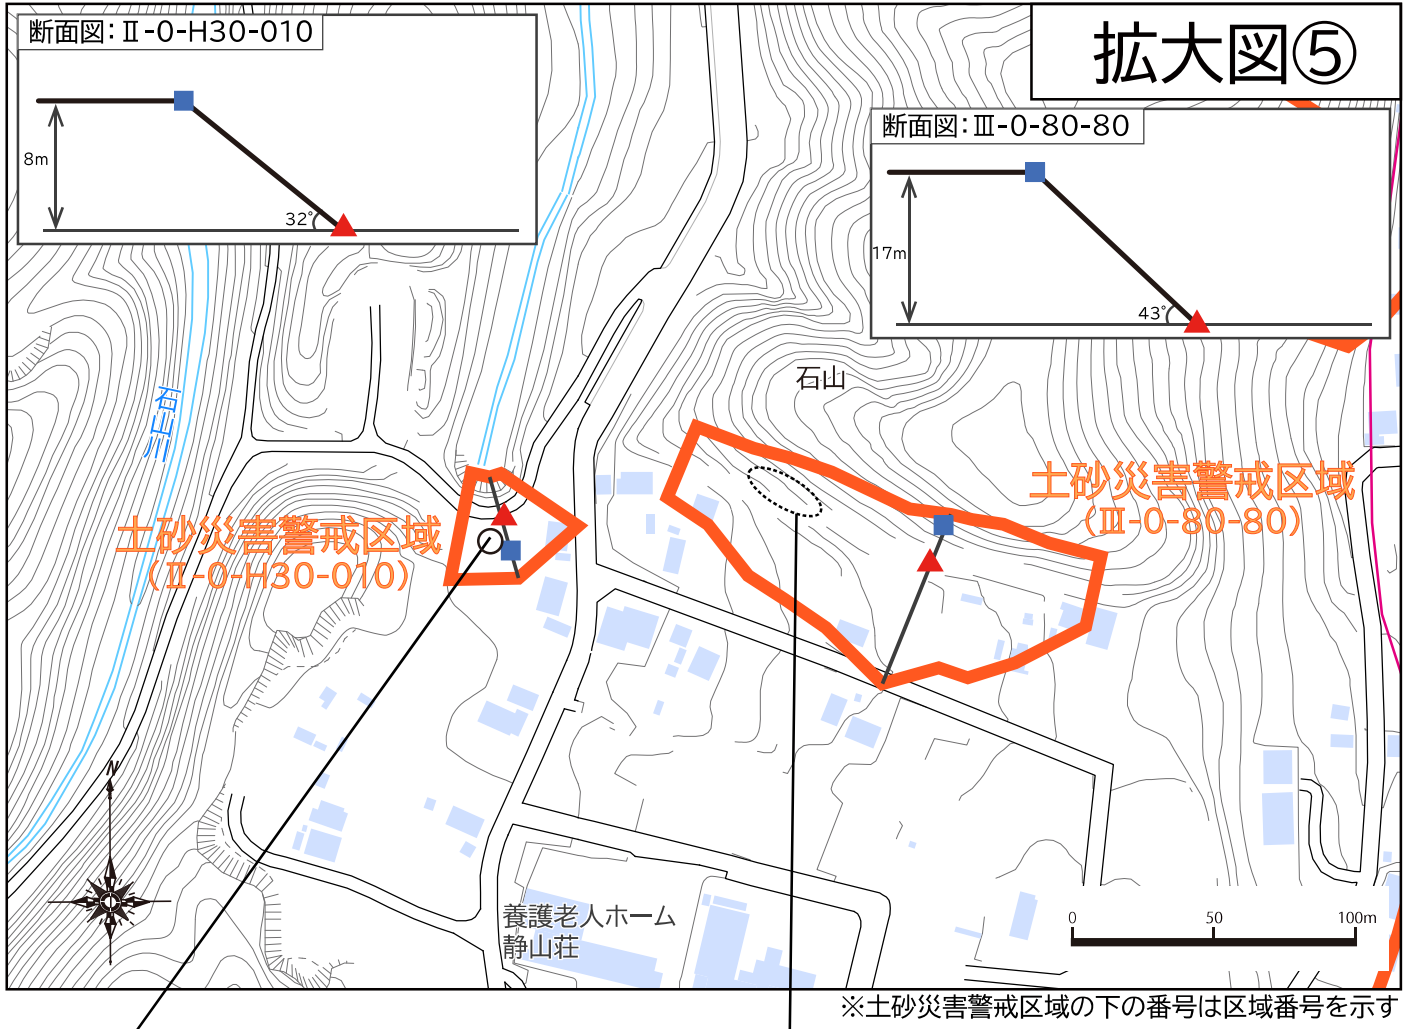 断面図：Ⅱ-0-H30-010
8m
32°
拡大図⑤
断面図：Ⅲ-0-80-80
17m
43°
石山
石山川
土砂災害警戒区域
（Ⅲ-0-80-80）
土砂災害警戒区域
（Ⅱ-0-H30-010）
N
養護老人ホーム
静山荘
0 50 100m
※土砂災害警戒区域の下の番号は区域番号を示す